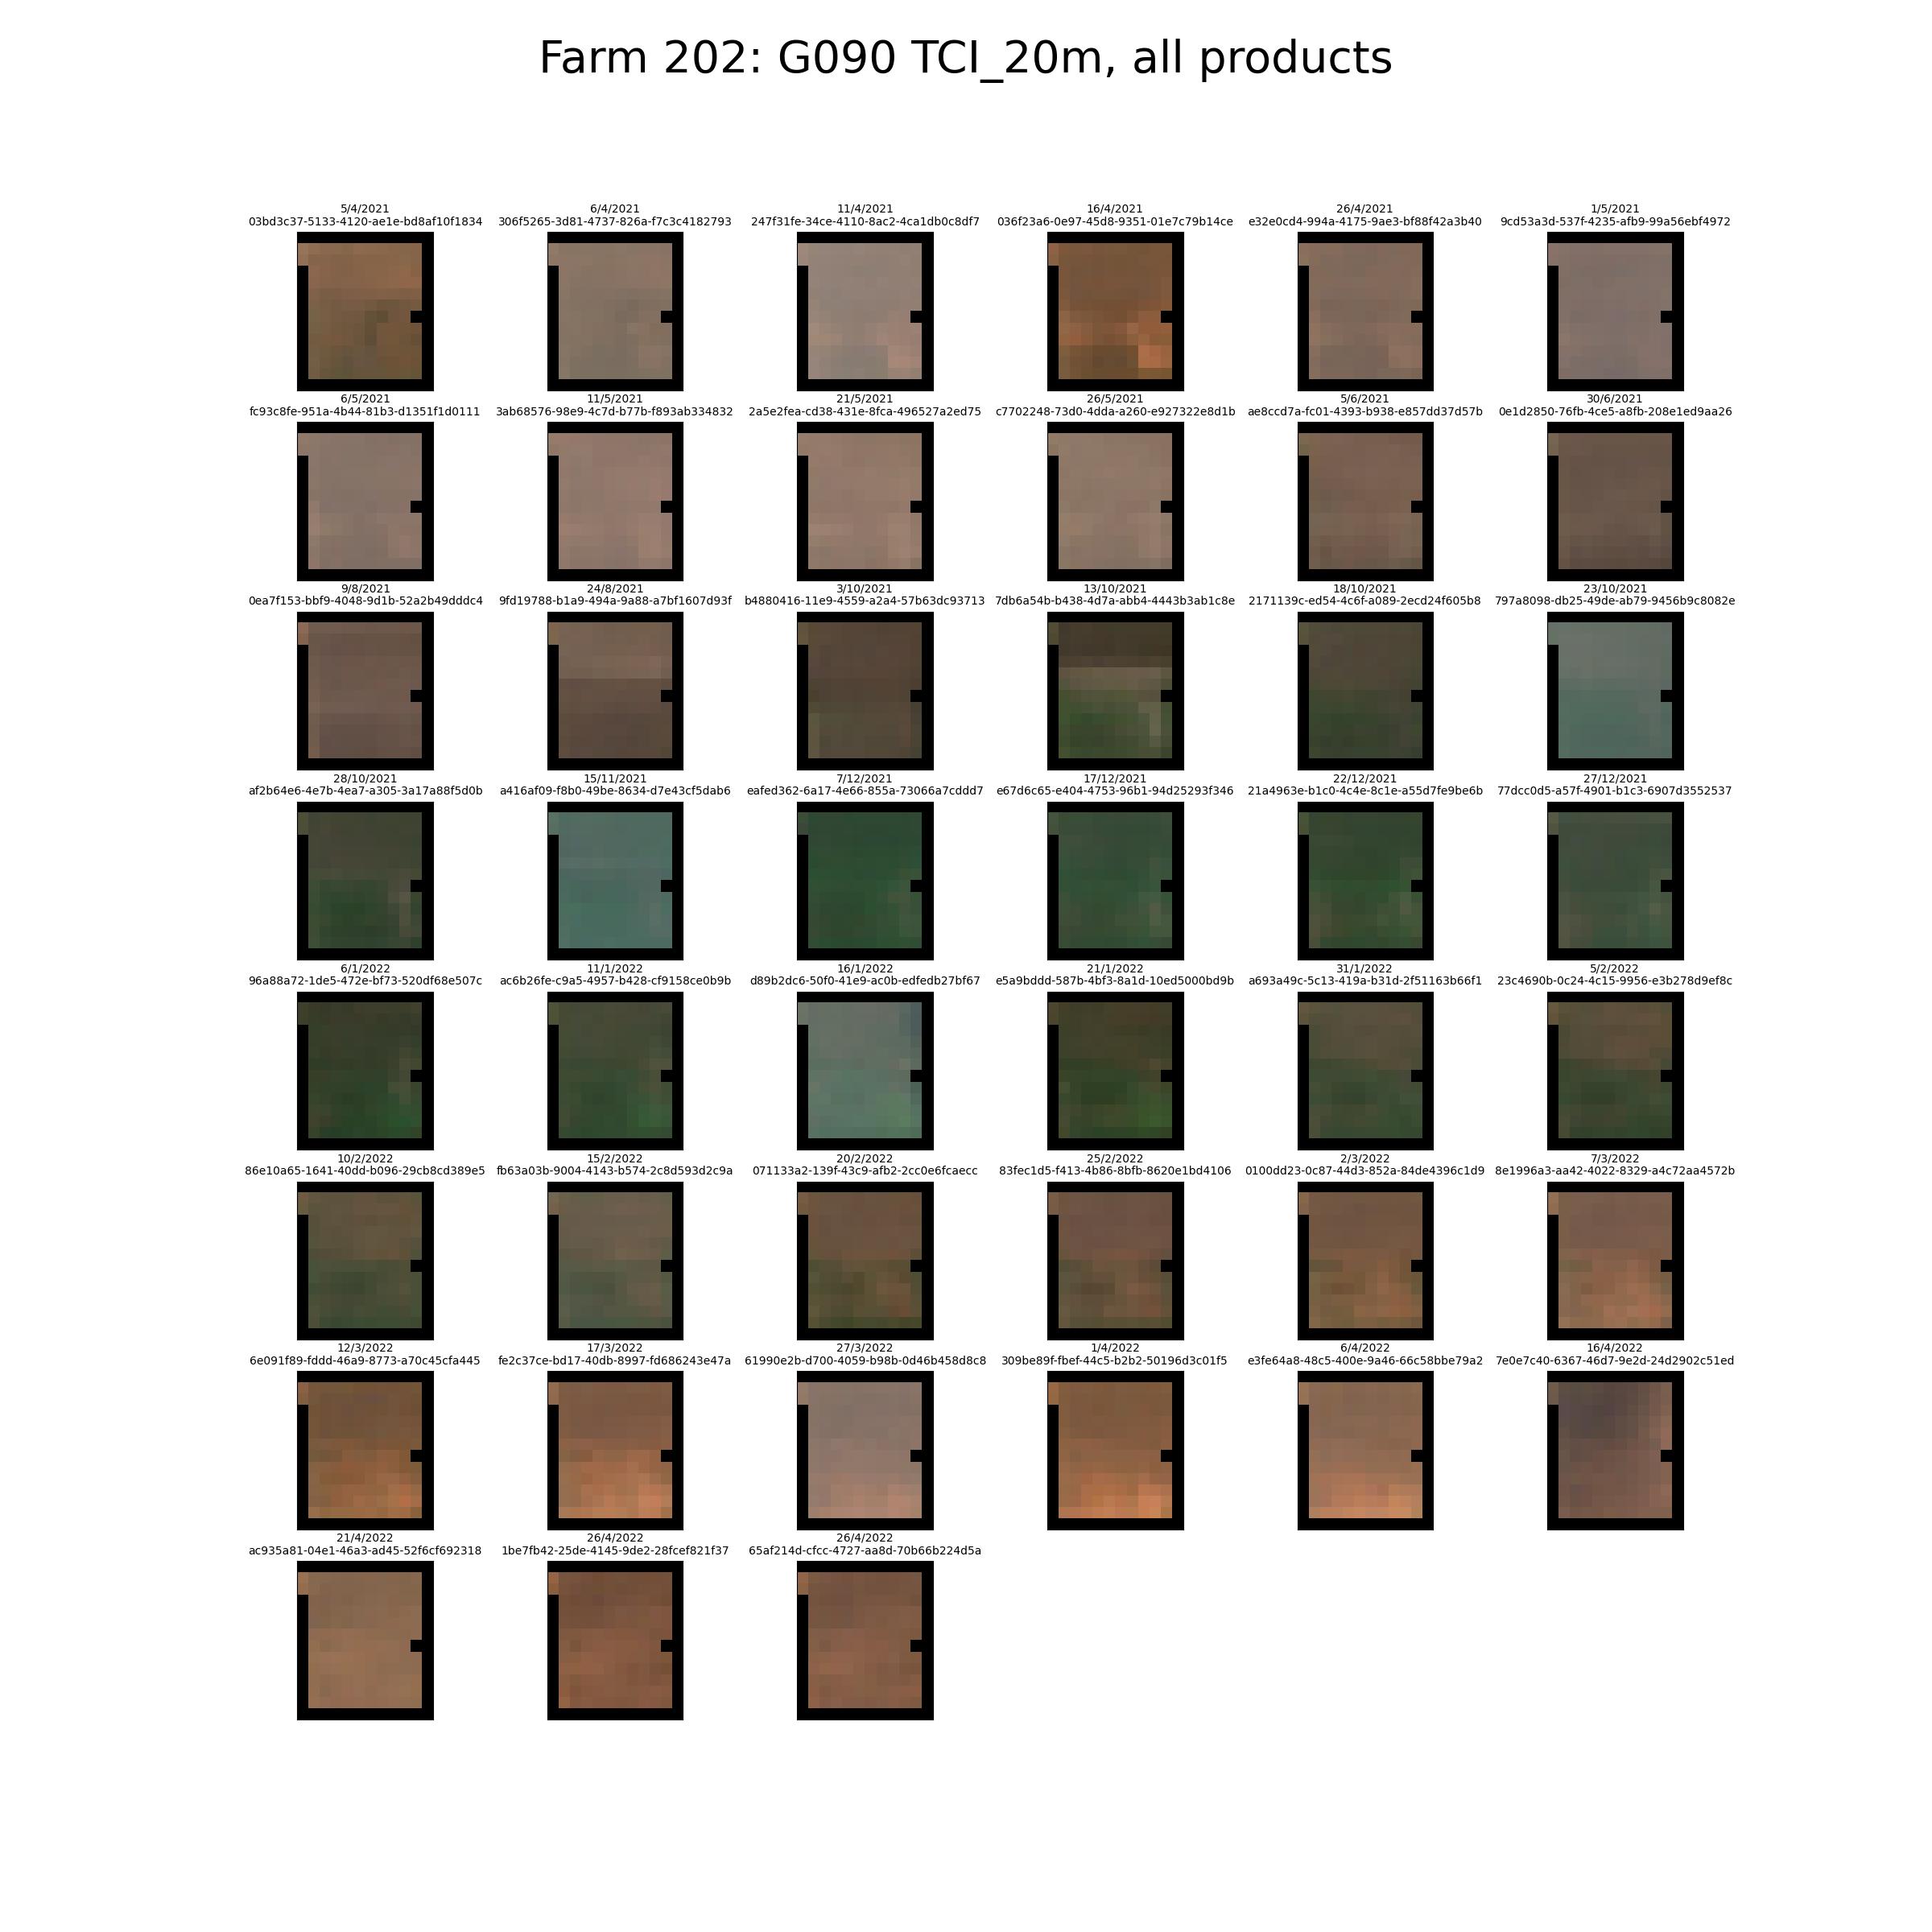 Farm 202: G090 TCI_20m, all products
5/4/2021 6/4/2021 11/4/2021 16/4/2021 26/4/2021 1/5/2021
03bd3c37-5133-4120-ae1e-bd8af10f1834 306f5265-3d81-4737-826a-f7c3c4182793 247f31fe-34ce-4110-8ac2-4ca1db0c8df7 036f23a6-0e97-45d8-9351-01e7c79b14ce e32e0cd4-994a-4175-9ae3-bf88f42a3b40 9cd53a3d-537f-4235-afb9-99a56ebf4972
6/5/2021 11/5/2021 21/5/2021 26/5/2021 5/6/2021 30/6/2021
fc93c8fe-951a-4b44-81b3-d1351f1d0111 3ab68576-98e9-4c7d-b77b-f893ab334832 2a5e2fea-cd38-431e-8fca-496527a2ed75 c7702248-73d0-4dda-a260-e927322e8d1b ae8ccd7a-fc01-4393-b938-e857dd37d57b 0e1d2850-76fb-4ce5-a8fb-208e1ed9aa26
9/8/2021 24/8/2021 3/10/2021 13/10/2021 18/10/2021 23/10/2021
0ea7f153-bbf9-4048-9d1b-52a2b49dddc4 9fd19788-b1a9-494a-9a88-a7bf1607d93f b4880416-11e9-4559-a2a4-57b63dc93713 7db6a54b-b438-4d7a-abb4-4443b3ab1c8e 2171139c-ed54-4c6f-a089-2ecd24f605b8 797a8098-db25-49de-ab79-9456b9c8082e
28/10/2021 15/11/2021 7/12/2021 17/12/2021 22/12/2021 27/12/2021
af2b64e6-4e7b-4ea7-a305-3a17a88f5d0b a416af09-f8b0-49be-8634-d7e43cf5dab6 eafed362-6a17-4e66-855a-73066a7cddd7 e67d6c65-e404-4753-96b1-94d25293f346 21a4963e-b1c0-4c4e-8c1e-a55d7fe9be6b 77dcc0d5-a57f-4901-b1c3-6907d3552537
6/1/2022 11/1/2022 16/1/2022 21/1/2022 31/1/2022 5/2/2022
96a88a72-1de5-472e-bf73-520df68e507c ac6b26fe-c9a5-4957-b428-cf9158ce0b9b d89b2dc6-50f0-41e9-ac0b-edfedb27bf67 e5a9bddd-587b-4bf3-8a1d-10ed5000bd9b a693a49c-5c13-419a-b31d-2f51163b66f1 23c4690b-0c24-4c15-9956-e3b278d9ef8c
10/2/2022 15/2/2022 20/2/2022 25/2/2022 2/3/2022 7/3/2022
86e10a65-1641-40dd-b096-29cb8cd389e5 fb63a03b-9004-4143-b574-2c8d593d2c9a 071133a2-139f-43c9-afb2-2cc0e6fcaecc 83fec1d5-f413-4b86-8bfb-8620e1bd4106 0100dd23-0c87-44d3-852a-84de4396c1d9 8e1996a3-aa42-4022-8329-a4c72aa4572b
12/3/2022 17/3/2022 27/3/2022 1/4/2022 6/4/2022 16/4/2022
6e091f89-fddd-46a9-8773-a70c45cfa445 fe2c37ce-bd17-40db-8997-fd686243e47a 61990e2b-d700-4059-b98b-0d46b458d8c8 309be89f-fbef-44c5-b2b2-50196d3c01f5 e3fe64a8-48c5-400e-9a46-66c58bbe79a2 7e0e7c40-6367-46d7-9e2d-24d2902c51ed
21/4/2022 26/4/2022 26/4/2022
ac935a81-04e1-46a3-ad45-52f6cf692318 1be7fb42-25de-4145-9de2-28fcef821f37 65af214d-cfcc-4727-aa8d-70b66b224d5a